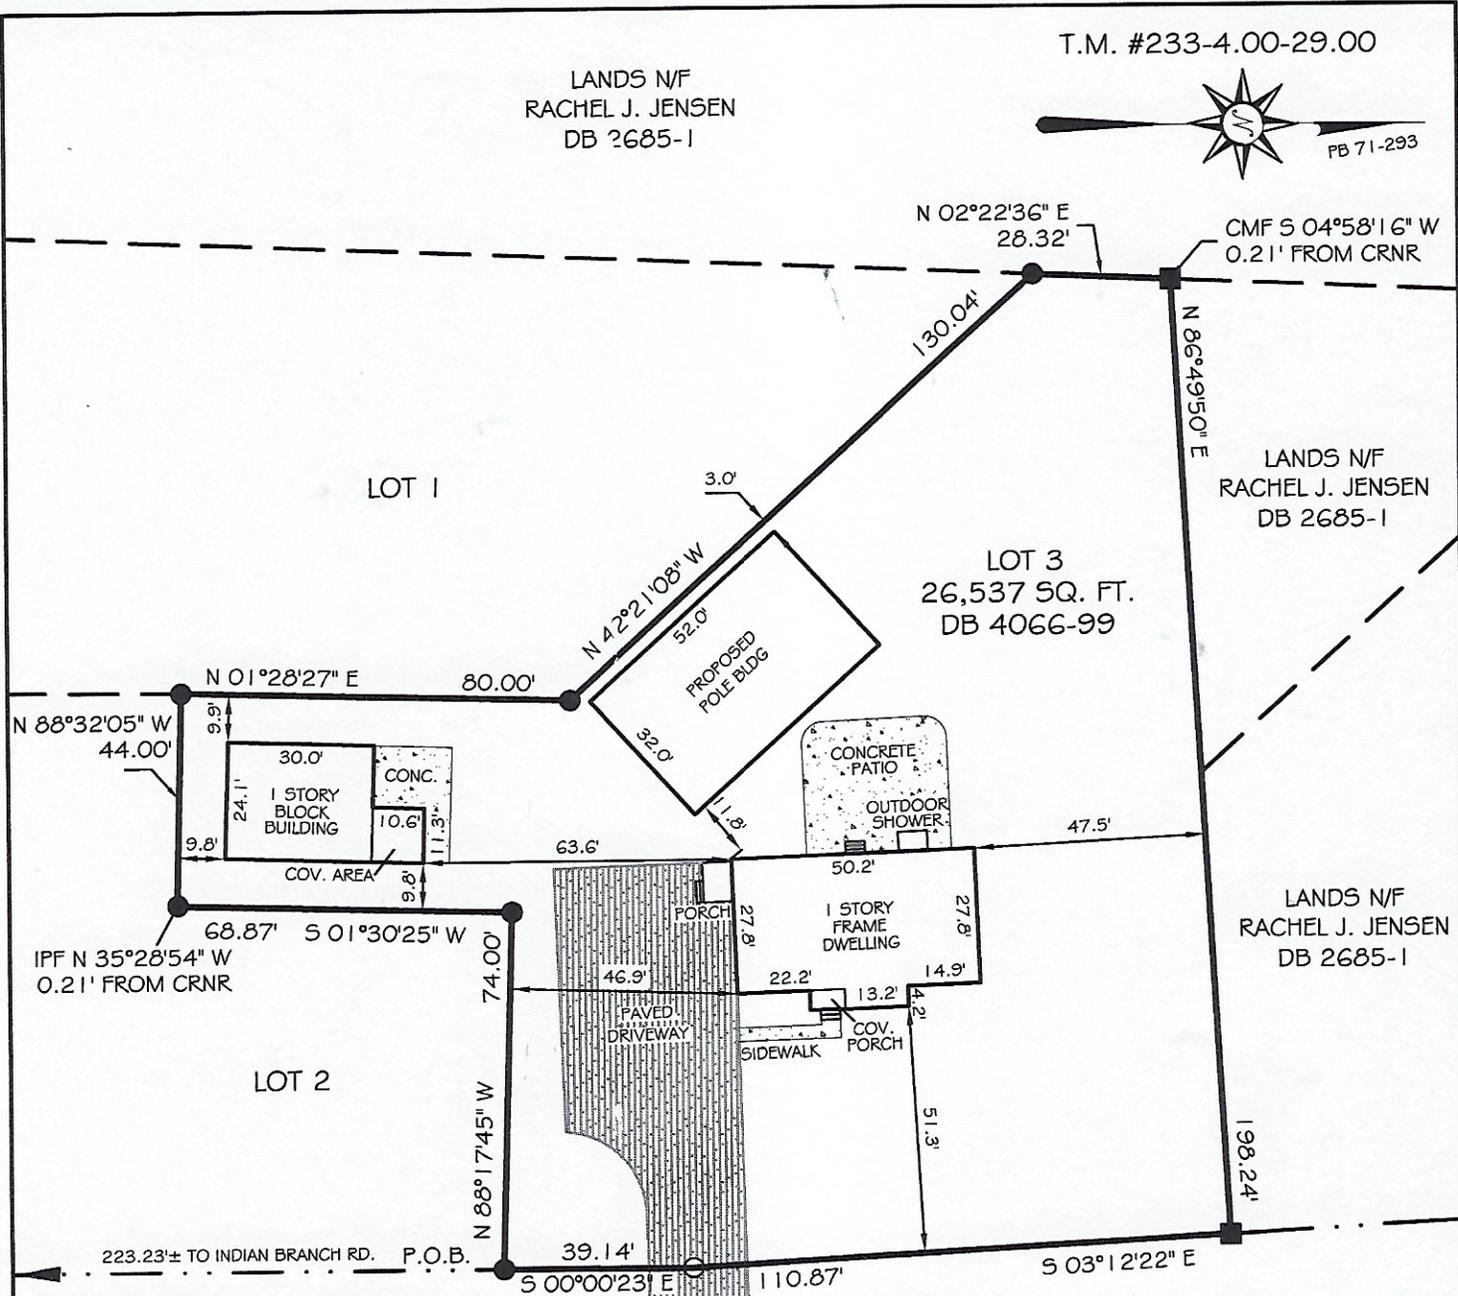 T.M. #233-4.00-29.00
LANDS N/F
RACHEL J. JENSEN
DB 2685-1
N
PB 71-293
N 02°22'36" E
28.32'
CMF S 04°58'16" W
0.21' FROM CRNR
130.04'
N 86°49'50" E
LANDS N/F
RACHEL J. JENSEN
DB 2685-1
LOT 1
3.0'
LOT 3
26,537 SQ. FT.
DB 4066-99
N 42°21'08" W
52.0'
PROPOSED
POLE BLDG
32.0'
N 01°28'27" E
80.00'
N 88°32'05" W
44.00'
9.9'
30.0'
24.1'
1 STORY
BLOCK
BUILDING
CONC.
10.6'
11.3'
9.8'
COV. AREA
9.8'
63.6'
11.8'
CONCRETE
PATIO
OUTDOOR
SHOWER
47.5'
50.2'
PORCH
27.8'
1 STORY
FRAME
DWELLING
27.8'
68.87'
S 01°30'25" W
IPF N 35°28'54" W
0.21' FROM CRNR
74.00'
46.9'
22.2'
14.9'
13.2'
4.2'
PAVED
DRIVEWAY
SIDEWALK
COV.
PORCH
LANDS N/F
RACHEL J. JENSEN
DB 2685-1
LOT 2
N 88°17'45" W
51.3'
198.24'
223.23'± TO INDIAN BRANCH RD.
P.O.B.
39.14'
S 00°00'23" E
110.87'
S 03°12'22" E